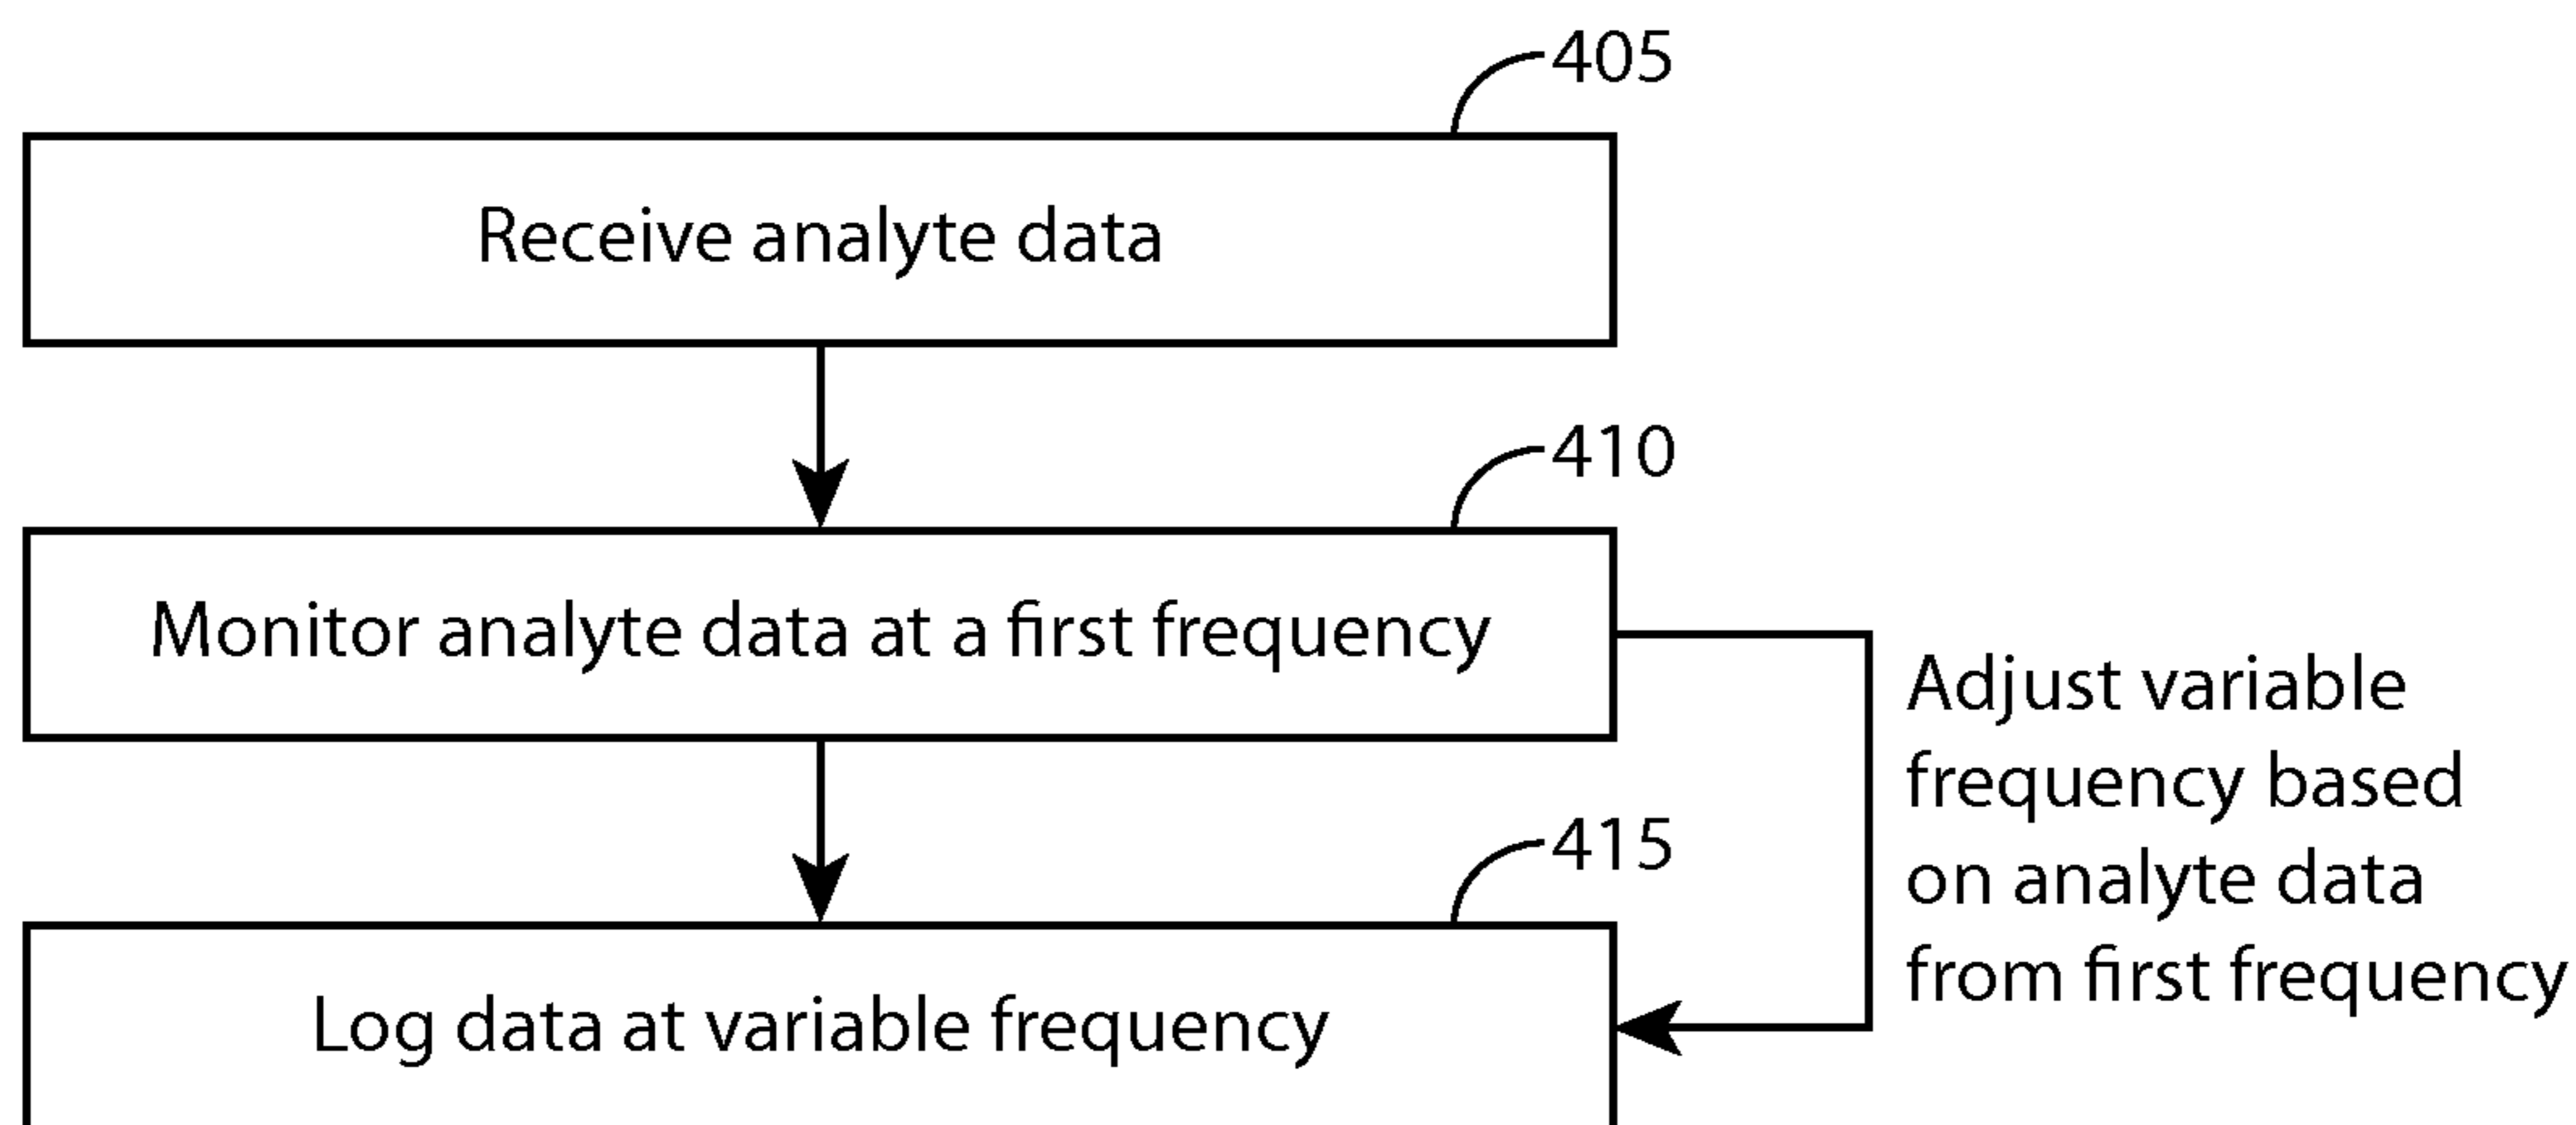 405
Receive analyte data
410
Monitor analyte data at a first frequency
Adjust variable
frequency based
on analyte data
from first frequency
415
Log data at variable frequency